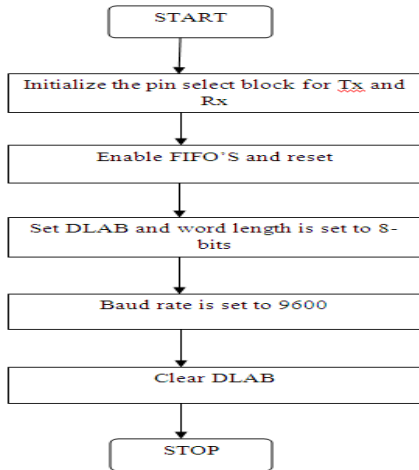 START
Initialize the pin select block for Tx and
Rx
Enable FIFO’S and reset
Set DLAB and word length is set to 8-
bits
Baud rate is set to 9600
Clear DLAB
STOP